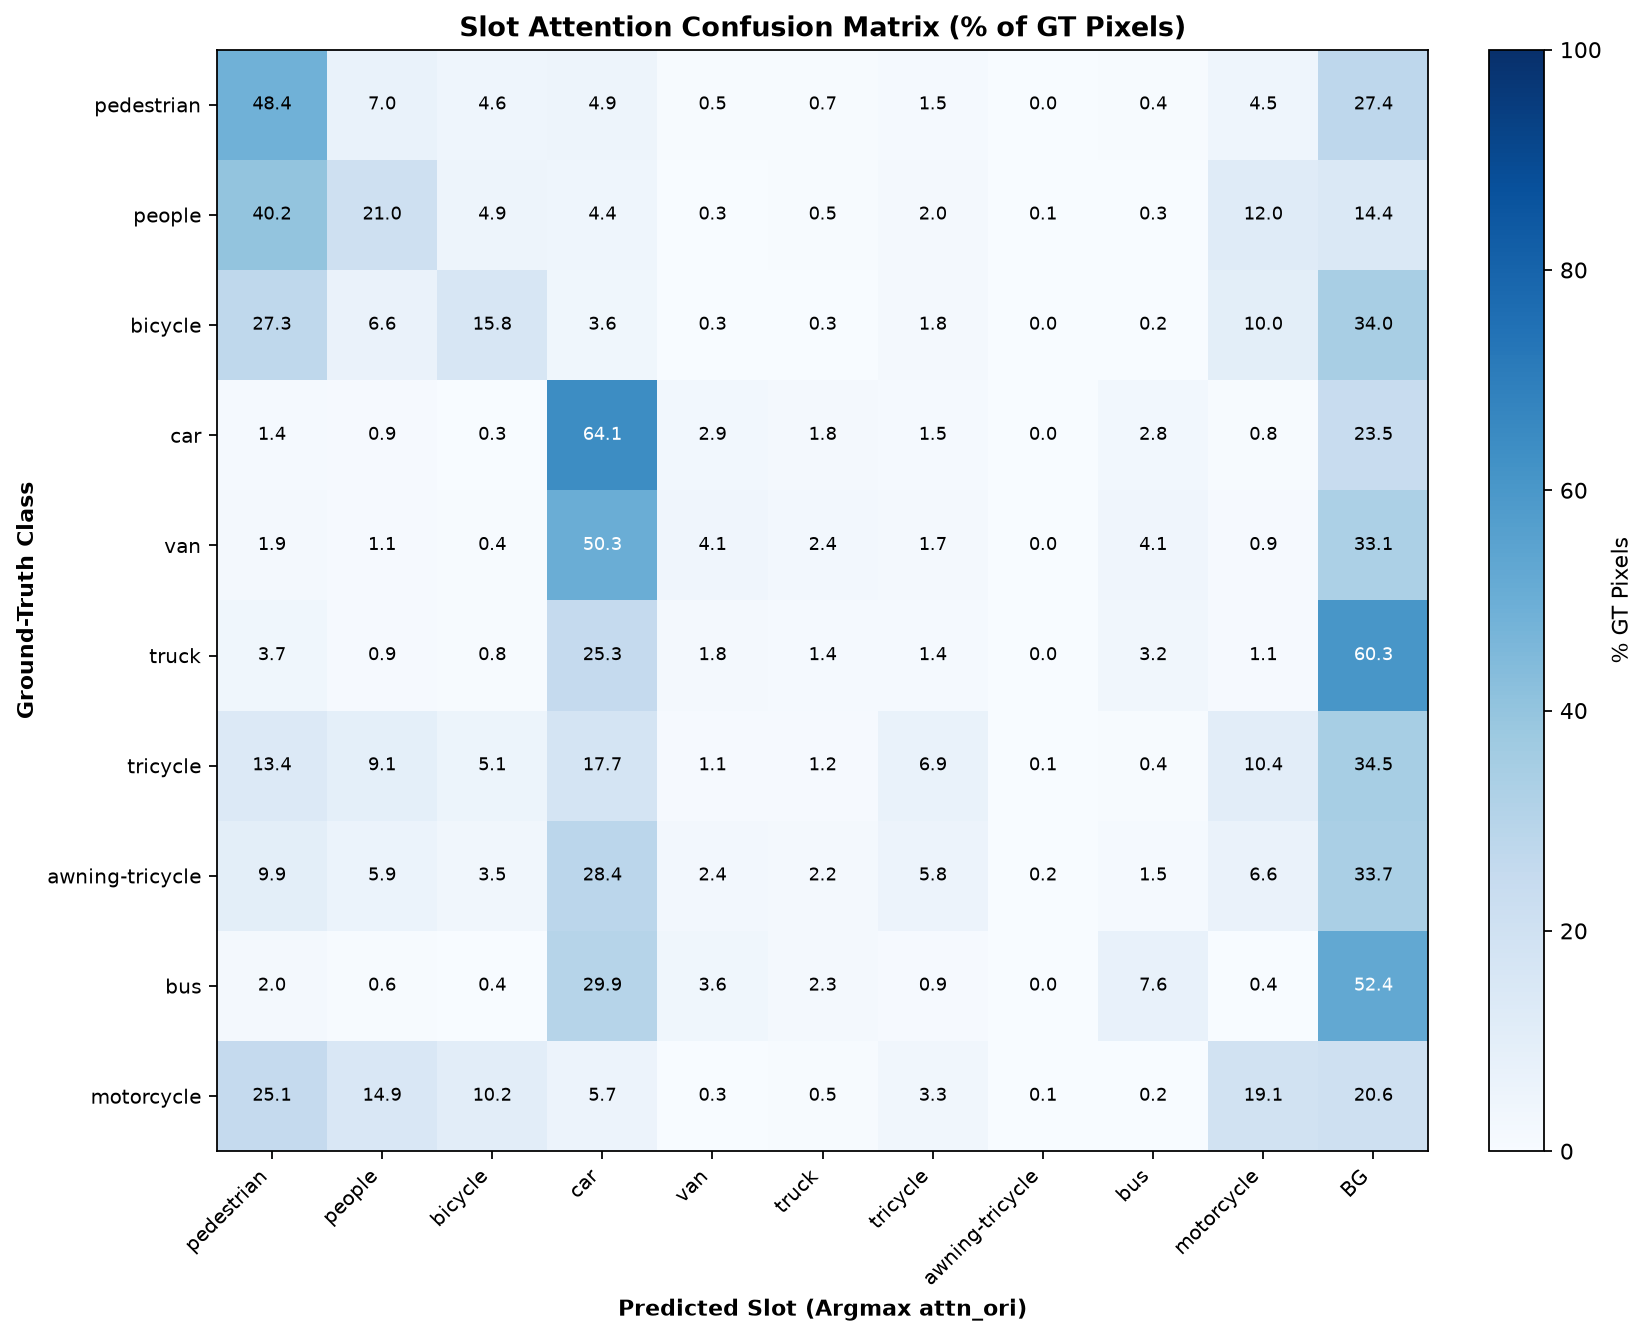 Slot Attention Confusion Matrix (% of GT Pixels)
pedestrian 48.4 7.0 4.6 4.9 0.5 0.7 1.5 0.0 0.4 4.5 27.4
people 40.2 21.0 4.9 4.4 0.3 0.5 2.0 0.1 0.3 12.0 14.4
bicycle 27.3 6.6 15.8 3.6 0.3 0.3 1.8 0.0 0.2 10.0 34.0
car 1.4 0.9 0.3 64.1 2.9 1.8 1.5 0.0 2.8 0.8 23.5
van 1.9 1.1 0.4 50.3 4.1 2.4 1.7 0.0 4.1 0.9 33.1
truck 3.7 0.9 0.8 25.3 1.8 1.4 1.4 0.0 3.2 1.1 60.3
tricycle 13.4 9.1 5.1 17.7 1.1 1.2 6.9 0.1 0.4 10.4 34.5
awning-tricycle 9.9 5.9 3.5 28.4 2.4 2.2 5.8 0.2 1.5 6.6 33.7
bus 2.0 0.6 0.4 29.9 3.6 2.3 0.9 0.0 7.6 0.4 52.4
motorcycle 25.1 14.9 10.2 5.7 0.3 0.5 3.3 0.1 0.2 19.1 20.6
pedestrian people bicycle car van truck tricycle awning-tricycle bus motorcycle BG
Predicted Slot (Argmax attn_ori)
Ground-Truth Class
100
80
60
40
20
0
% GT Pixels